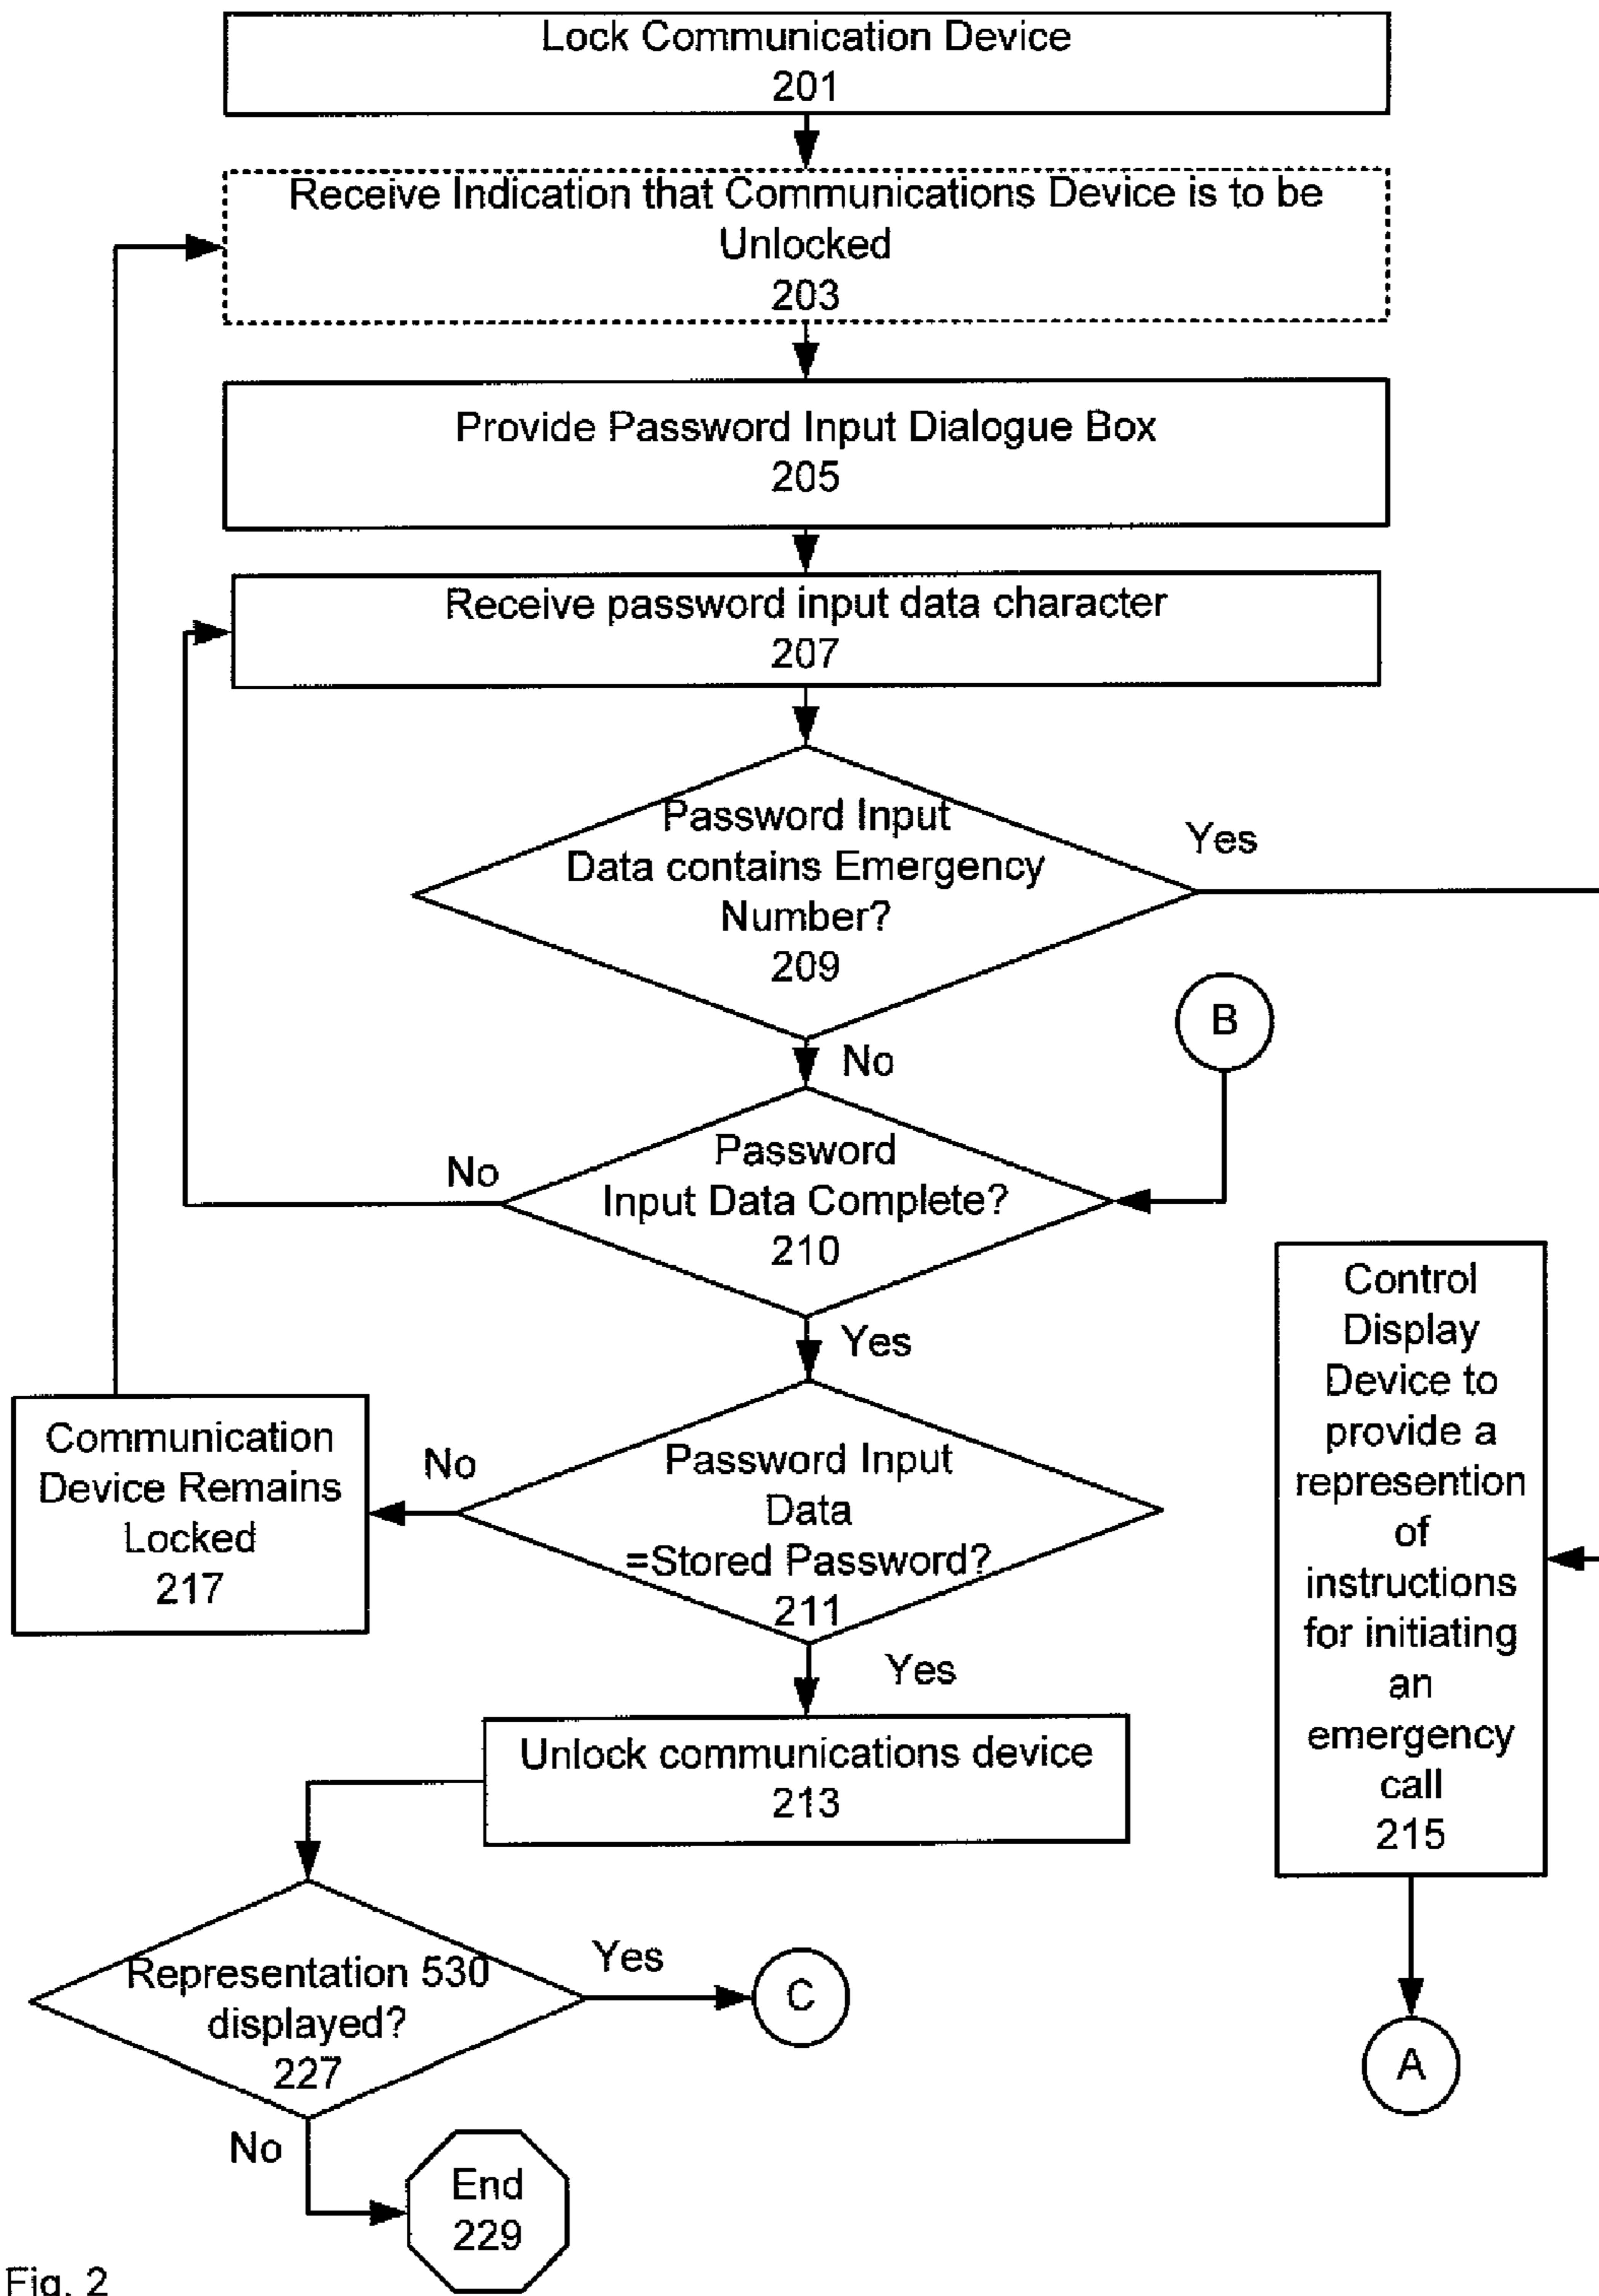 Lock Communication Device
201
Receive Indication that Communications Device is to be
Unlocked
203
Provide Password Input Dialogue Box
205
Receive password input data character
207
Password Input
Data contains Emergency
Number?
209
Yes
No
B
Password
Input Data Complete?
210
No
Yes
Password Input
Data
=Stored Password?
211
No
Communication
Device Remains
Locked
217
Yes
Unlock communications device
213
Control
Display
Device to
provide a
represention
of
instructions
for initiating
an
emergency
call
215
A
Representation 530
displayed?
227
Yes
C
No
End
229
Fig. 2